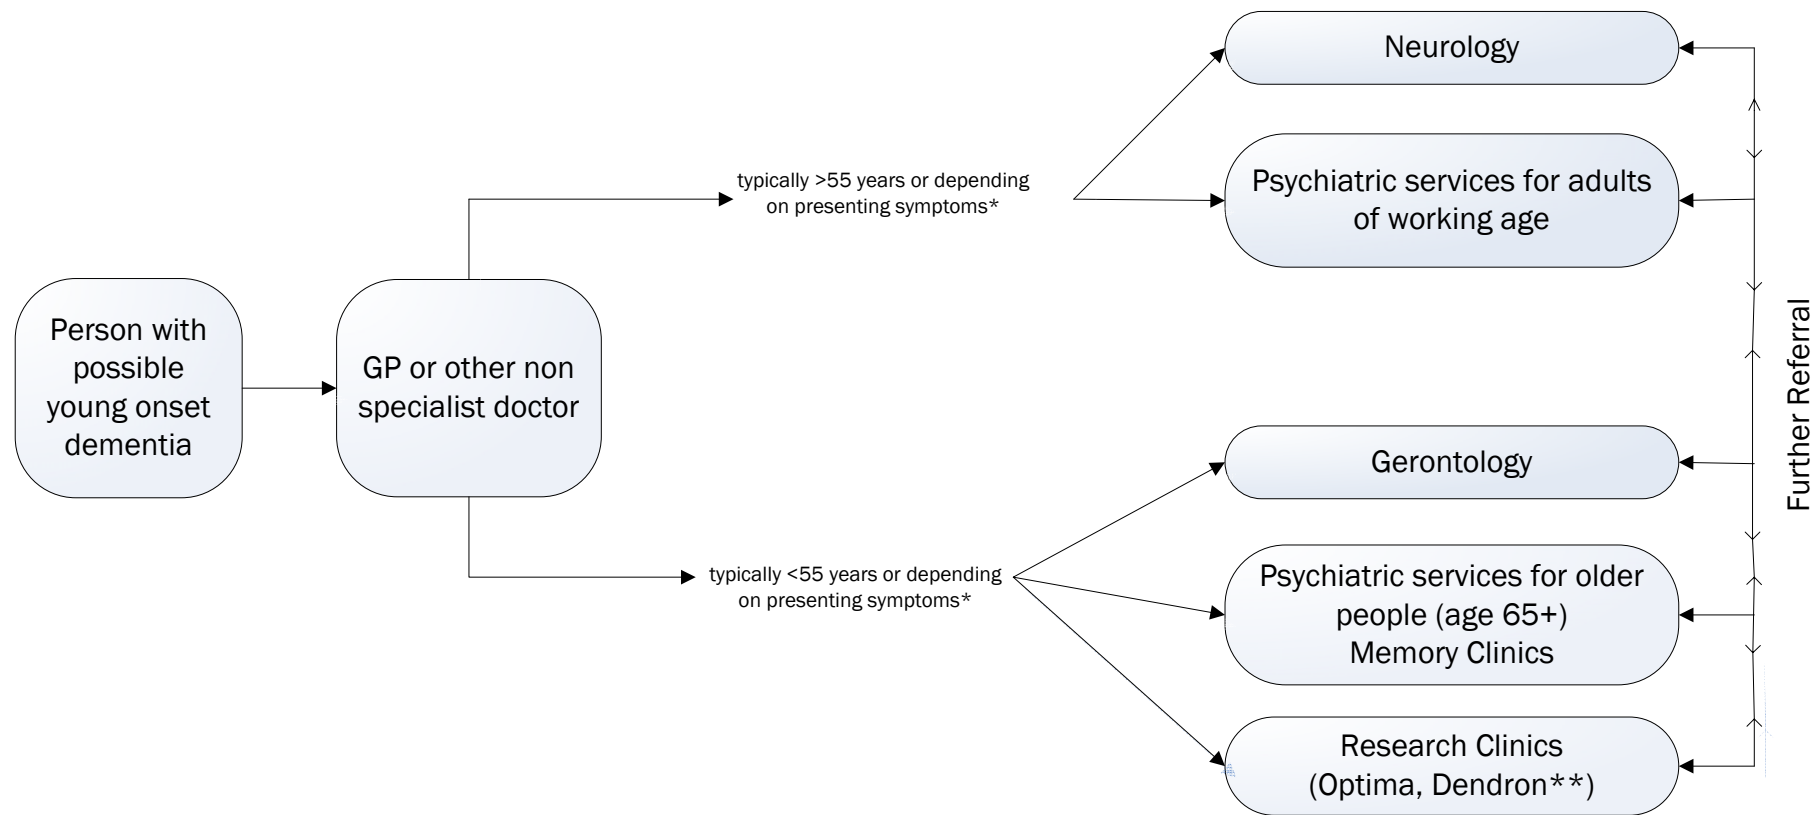 Person with
possible
young onset
dementia
GP or other non
specialist doctor
typically >55 years or depending
on presenting symptoms*
typically <55 years or depending
on presenting symptoms*
Neurology
Psychiatric services for adults
of working age
Gerontology
Psychiatric services for older
people (age 65+)
Memory Clinics
Research Clinics
(Optima, Dendron**)
Further Referral